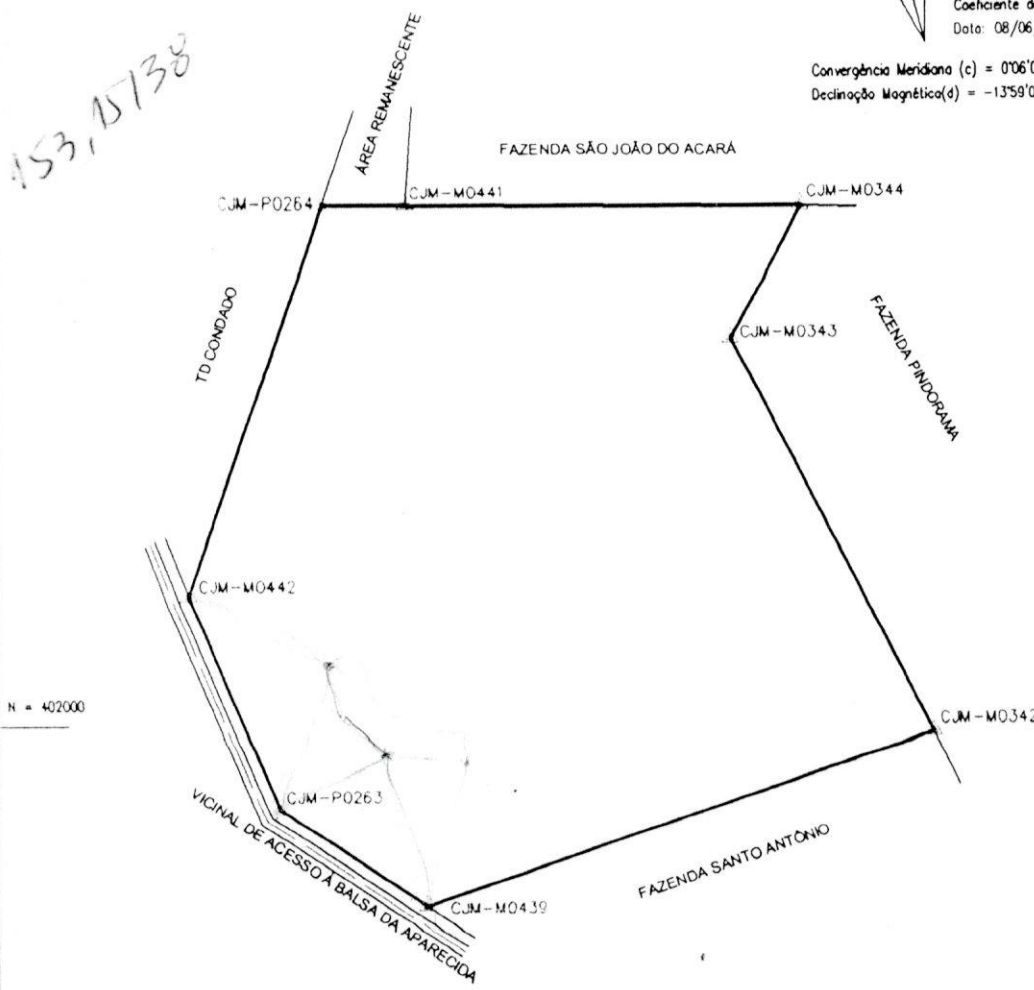 Coeficiente d
Data: 08/06
Convergência Meridiana (c) = 0°06'0
Declinação Magnética(d) = -13°59'0
153,15138
ÁREA REMANESCENTE
FAZENDA SÃO JOÃO DO ACARÁ
CJM-P0264
CJM-M0441
CJM-M0344
TD CONDADO
CJM-M0343
FAZENDA PINDORAMA
CJM-M0442
N = 402000
CJM-M0342
CJM-P0263
VICINAL DE ACESSO À BALSA DA APARECIDA
FAZENDA SANTO ANTÔNIO
CJM-M0439